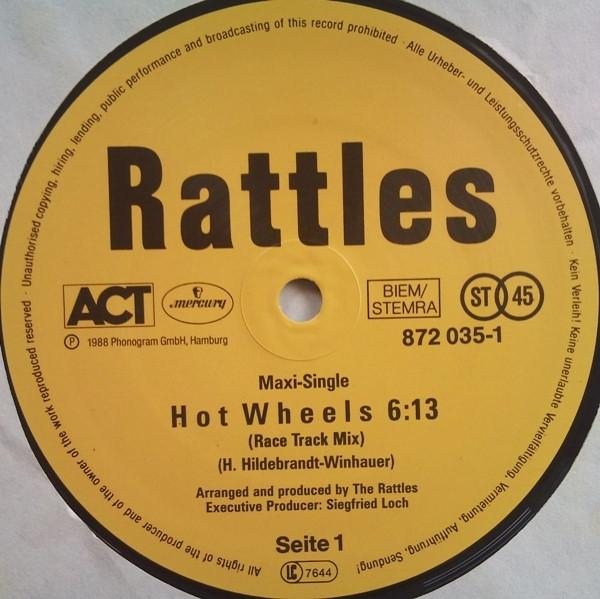 All rights of the producer and of the owner of the work reproduced reserved · Unauthorised copying, hiring, lending, public performance and broadcasting of this record prohibited · Alle Urheber- und Leistungsschutzrechte vorbehalten · Kein Verleih! Keine unerlaubte Vervielfältigung, Vermietung, Aufführung, Sendung!
Rattles
ACT
mercury
BIEM/
STEMRA
ST 45
Ⓟ 1988 Phonogram GmbH, Hamburg
872 035-1
Maxi-Single
Hot Wheels 6:13
(Race Track Mix)
(H. Hildebrandt-Winhauer)
Arranged and produced by The Rattles
Executive Producer: Siegfried Loch
Seite 1
LC 7644